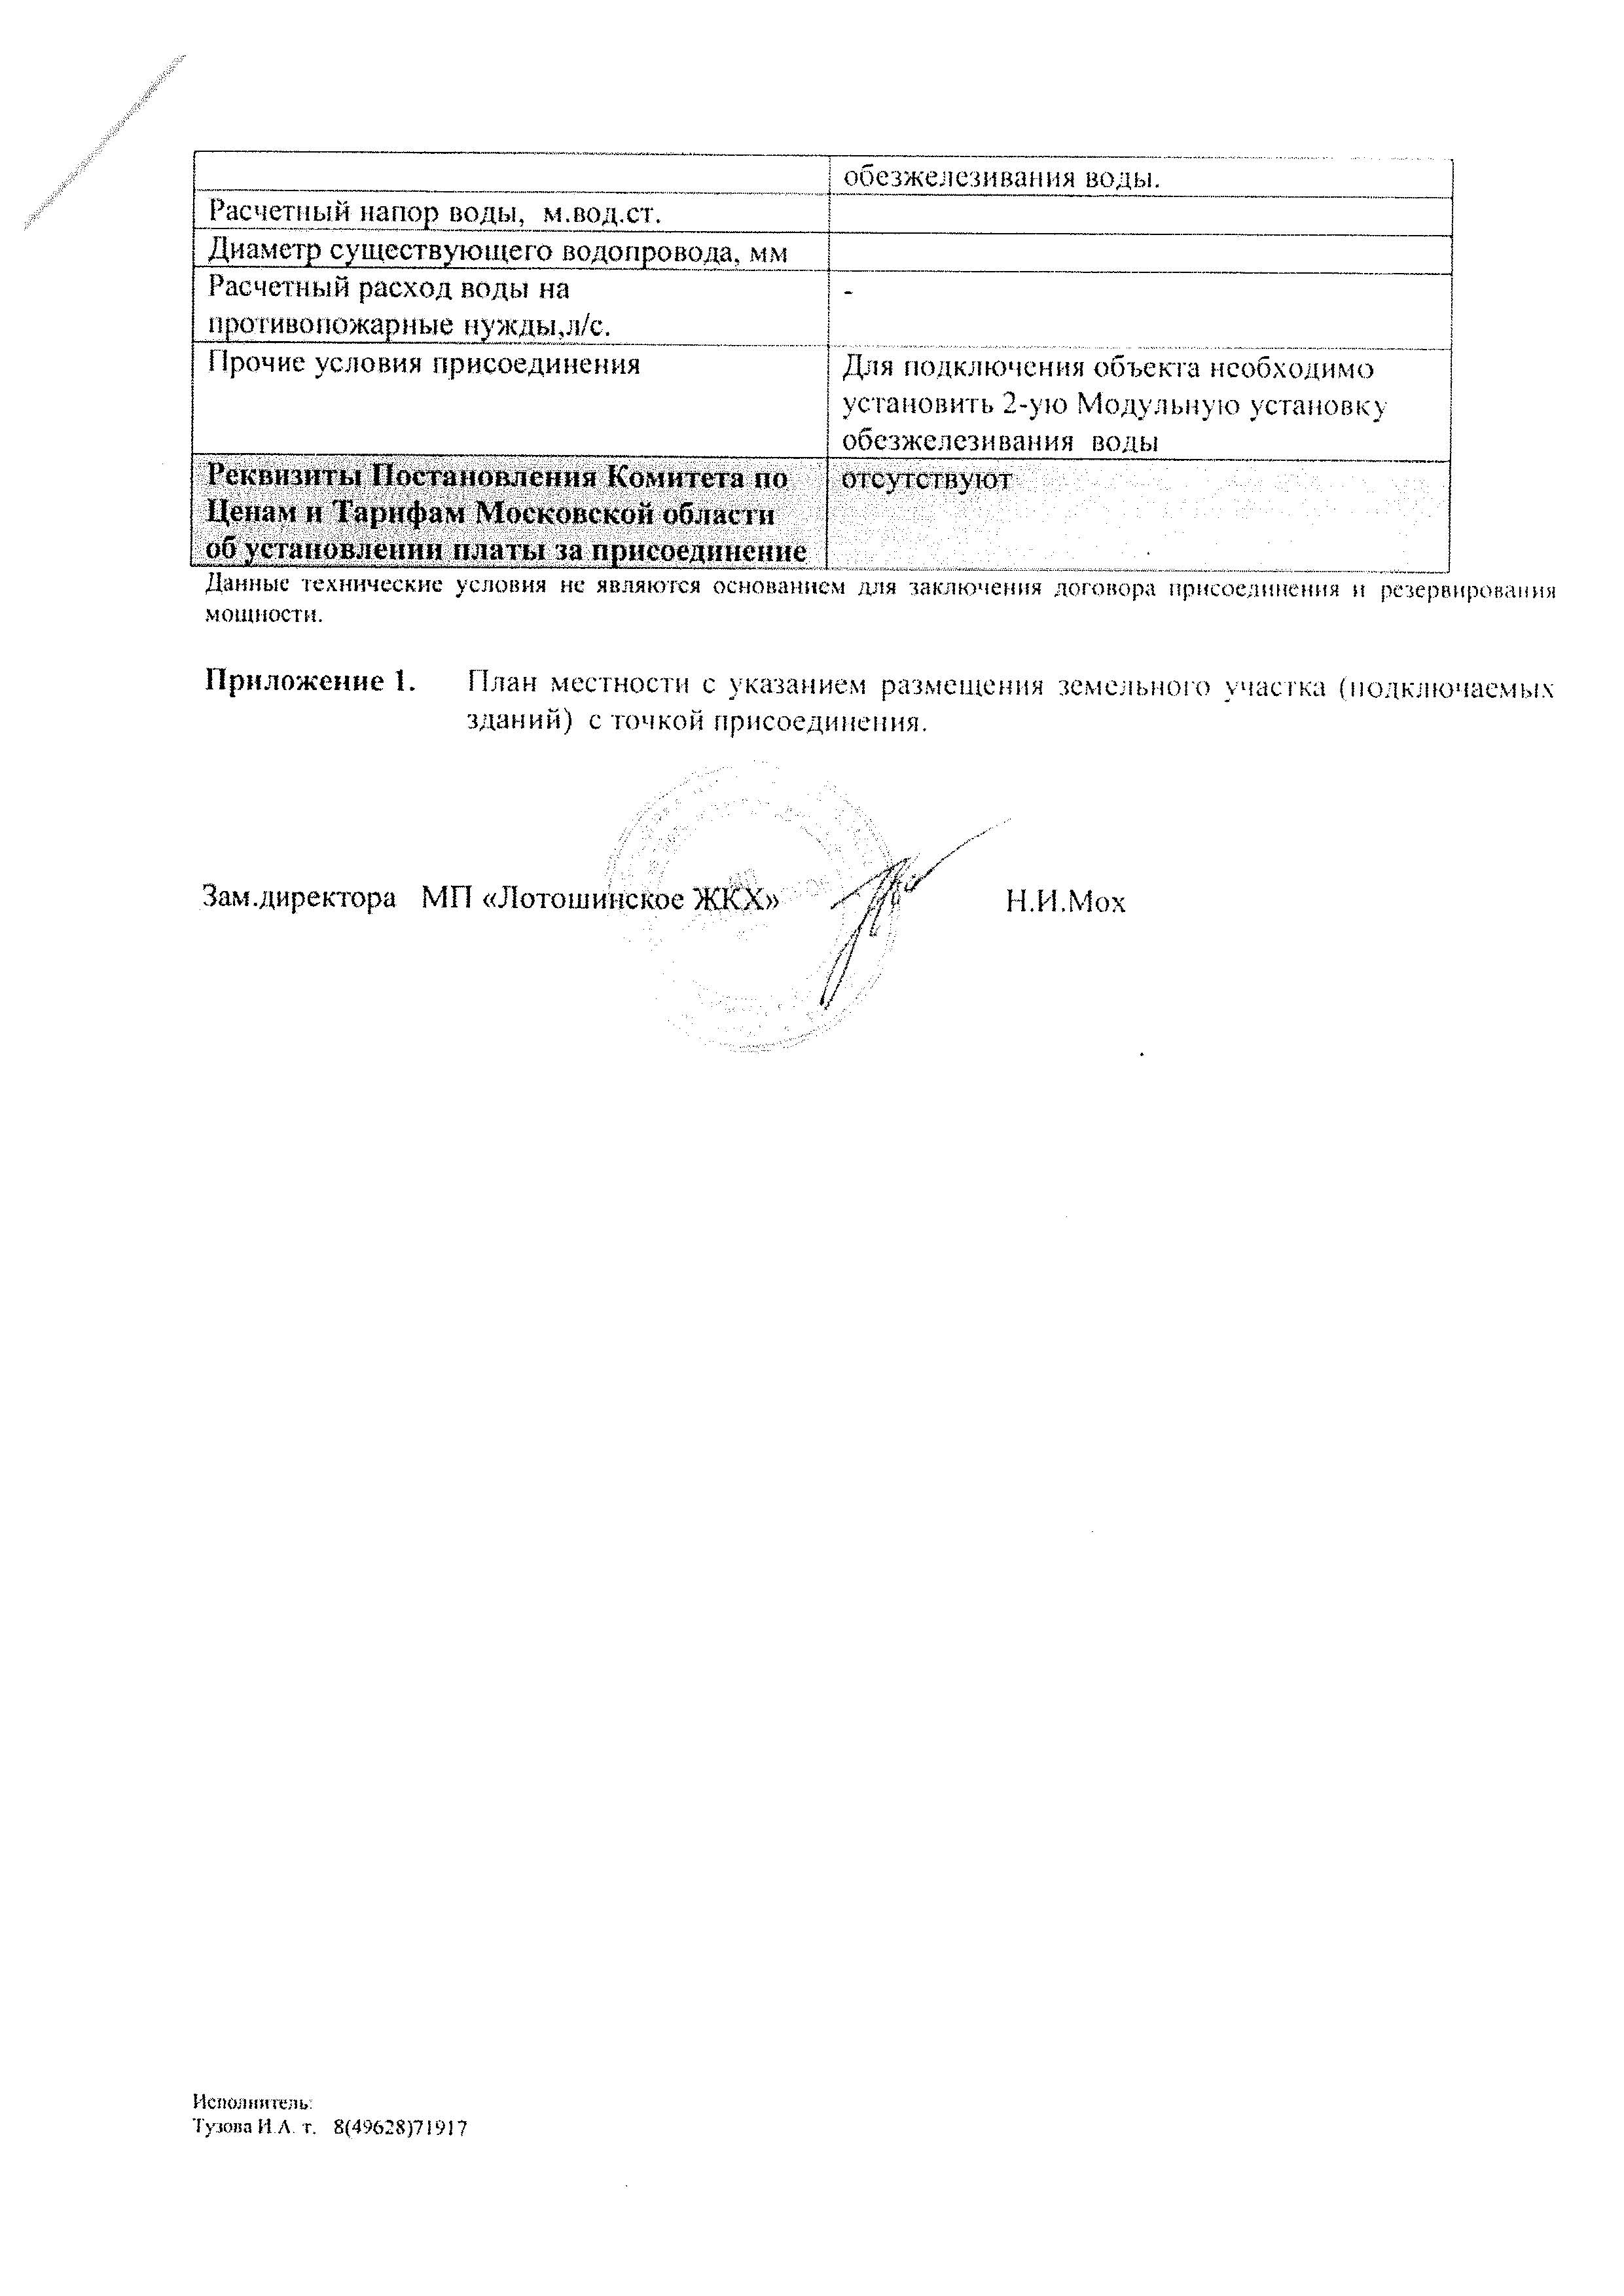 обезжелезивания воды.
Расчетный напор воды, м.вод.ст.
Диаметр существующего водопровода, мм
Расчетный расход воды на
противопожарные нужды,л/с.
-
Прочие условия присоединения
Для подключения объекта необходимо
установить 2-ую Модульную установку
обезжелезивания воды
Реквизиты Постановления Комитета по
Ценам и Тарифам Московской области
об установлении платы за присоединение
отсутствуют
Данные технические условия не являются основанием для заключения договора присоединения и резервирования
мощности.
Приложение 1. План местности с указанием размещения земельного участка (подключаемых
зданий) с точкой присоединения.
Зам.директора МП «Лотошинское ЖКХ» Н.И.Мох
Исполнитель:
Тузова И.А. т. 8(49628)71917